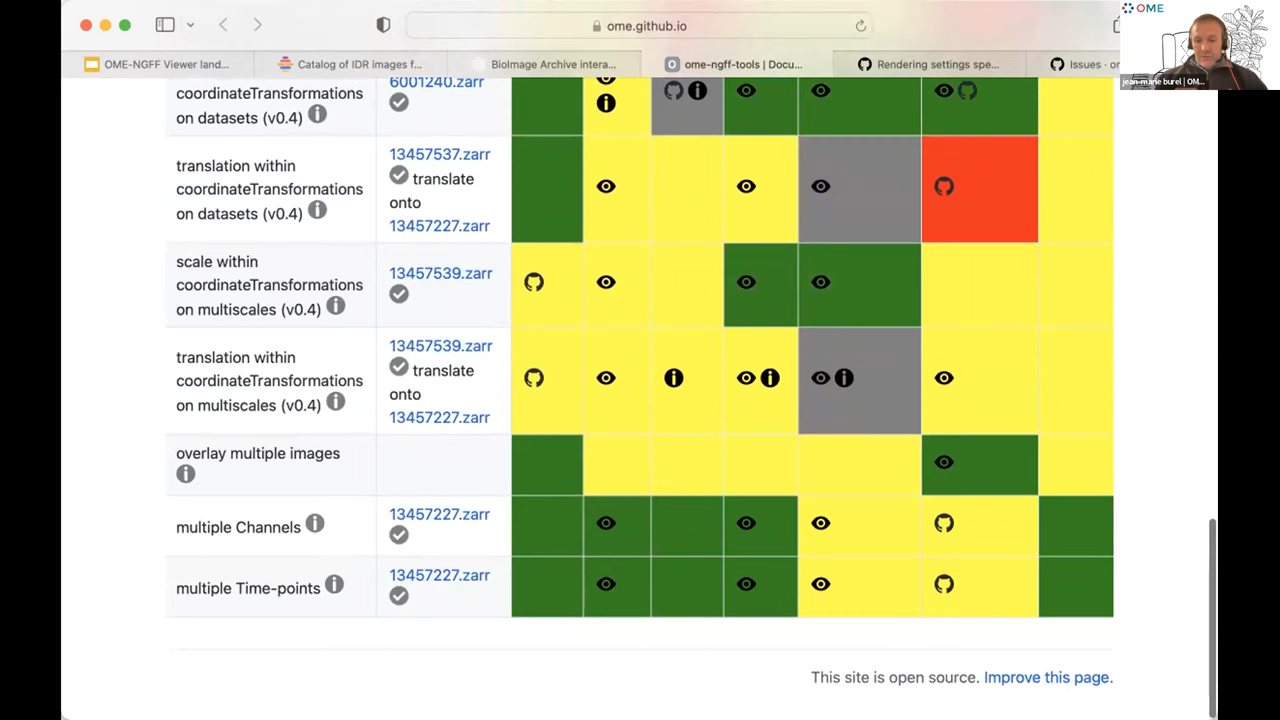 OME
ome.github.io
OME-NGFF Viewer land...
Catalog of IDR images f...
BioImage Archive intera...
ome-ngff-tools | Docu...
Rendering settings spe...
Issues · or
jean-marie burel | OM...
coordinateTransformations
on datasets (v0.4)
6001240.zarr
translation within
coordinateTransformations
on datasets (v0.4)
13457537.zarr
translate
onto
13457227.zarr
scale within
coordinateTransformations
on multiscales (v0.4)
13457539.zarr
translation within
coordinateTransformations
on multiscales (v0.4)
13457539.zarr
translate
onto
13457227.zarr
overlay multiple images
multiple Channels
13457227.zarr
multiple Time-points
13457227.zarr
This site is open source. Improve this page.